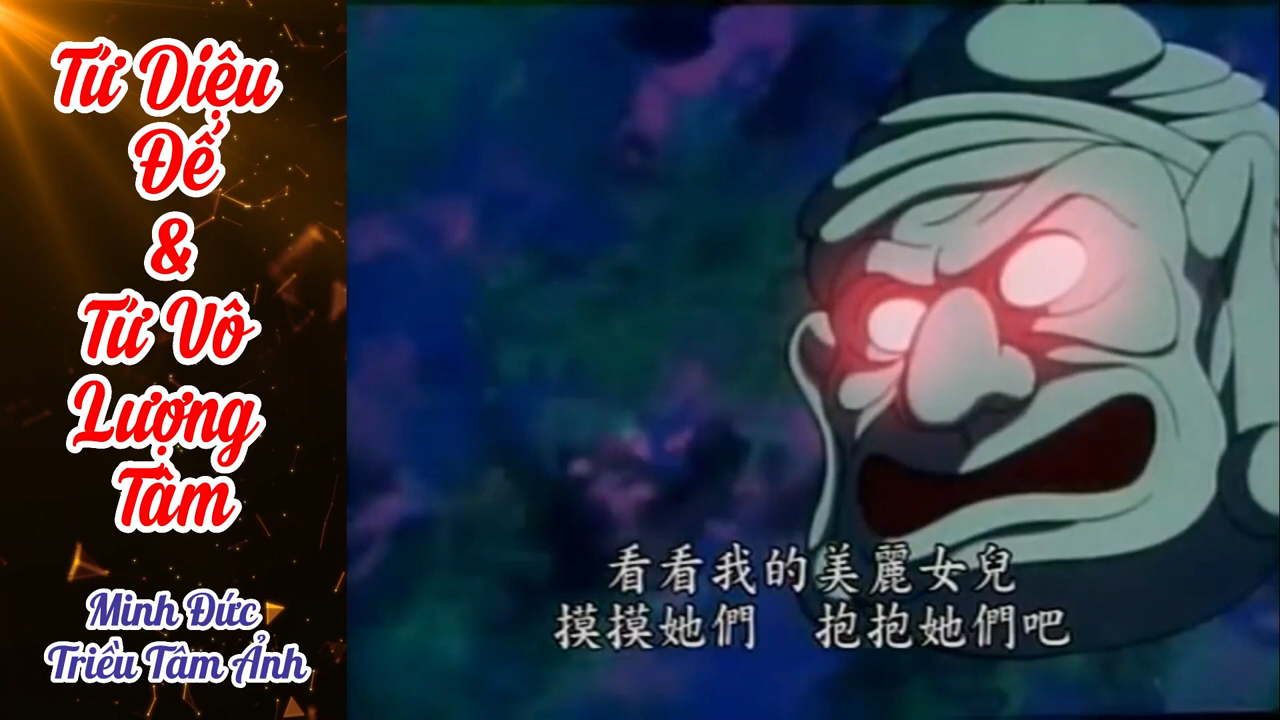 Tứ Diệu
Đế
&
Tứ Vô
Lượng
Tâm
Minh Đức
Triều Tâm Ảnh
看看我的美麗女兒
摸摸她們　抱抱她們吧